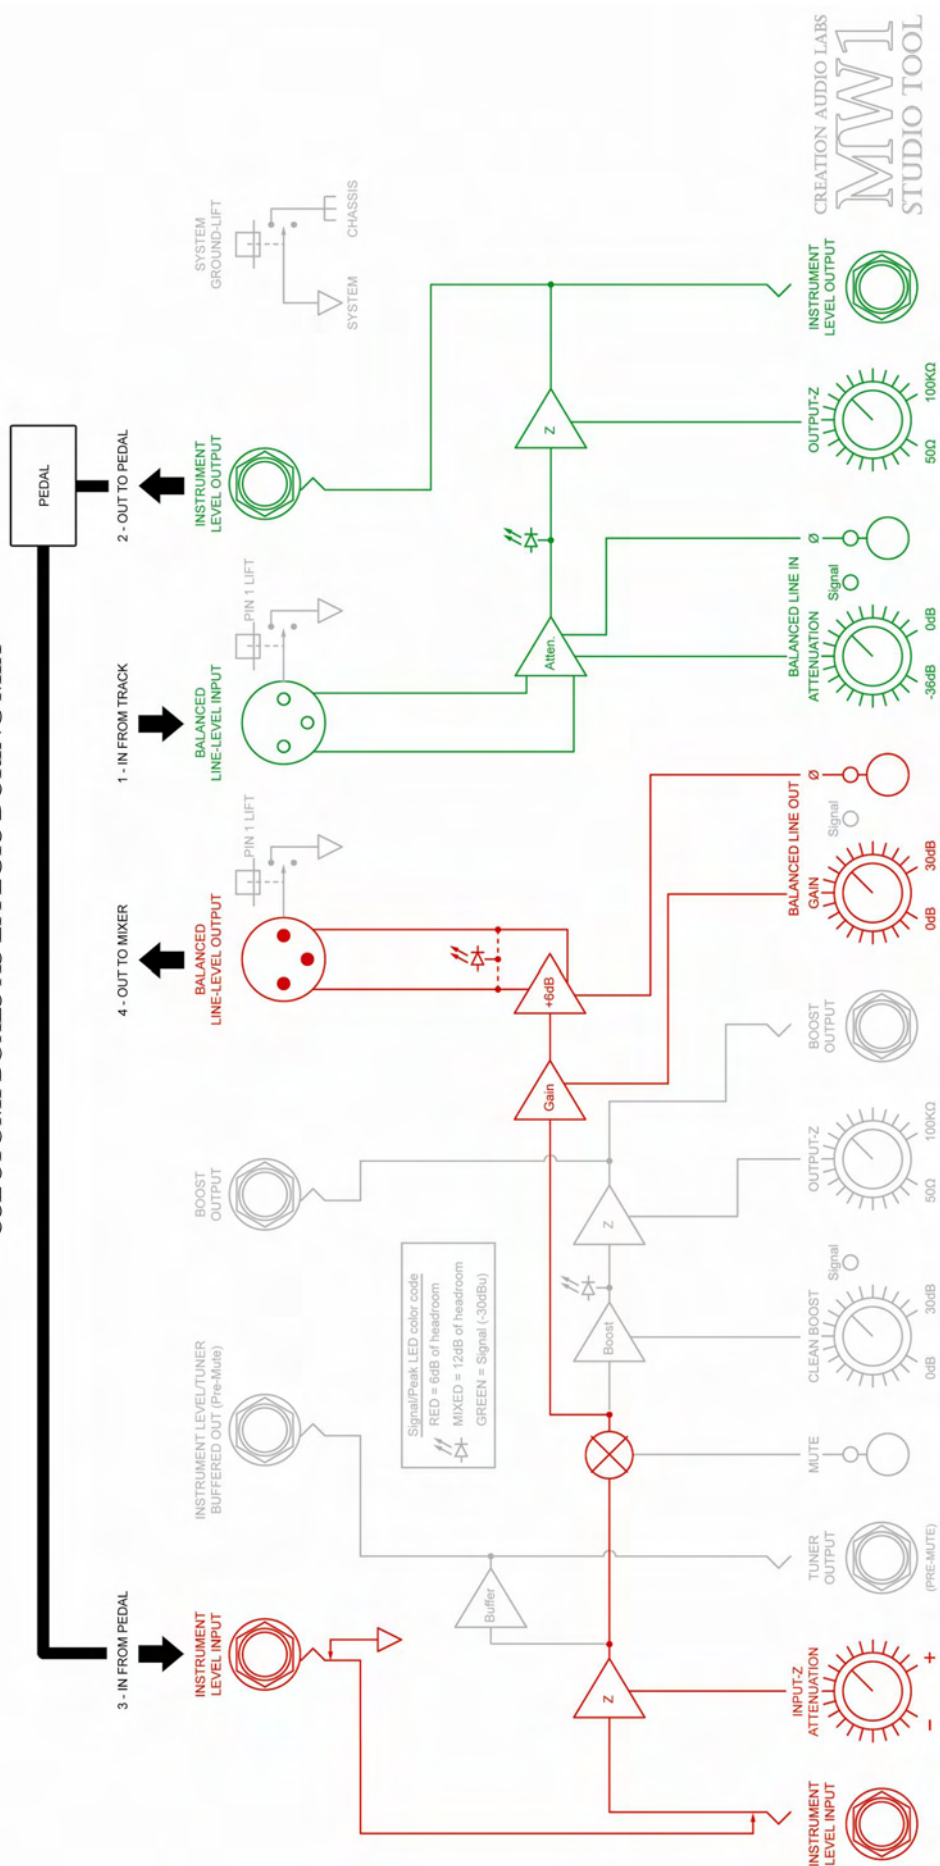 PEDAL
3 - IN FROM PEDAL
4 - OUT TO MIXER
1 - IN FROM TRACK
2 - OUT TO PEDAL
INSTRUMENT
LEVEL INPUT
INSTRUMENT LEVEL/TUNER
BUFFERED OUT (Pre-Mute)
BOOST
OUTPUT
BALANCED
LINE-LEVEL OUTPUT
PIN 1 LIFT
BALANCED
LINE-LEVEL INPUT
PIN 1 LIFT
INSTRUMENT
LEVEL OUTPUT
SYSTEM
GROUND-LIFT
SYSTEM
CHASSIS
Signal/Peak LED color code
RED = 6dB of headroom
MIXED = 12dB of headroom
GREEN = Signal (-30dBu)
Buffer
Z
Boost
Z
Gain
+6dB
Atten.
Z
INSTRUMENT
LEVEL INPUT
INPUT-Z
ATTENUATION
–
+
TUNER
OUTPUT
(PRE-MUTE)
MUTE
CLEAN BOOST
Signal
0dB
30dB
OUTPUT-Z
50Ω
100KΩ
BOOST
OUTPUT
BALANCED LINE OUT
GAIN
Signal
Ø
0dB
30dB
BALANCED LINE IN
ATTENUATION
Signal
Ø
-36dB
0dB
OUTPUT-Z
50Ω
100KΩ
INSTRUMENT
LEVEL OUTPUT
CREATION AUDIO LABS
MW1
STUDIO TOOL